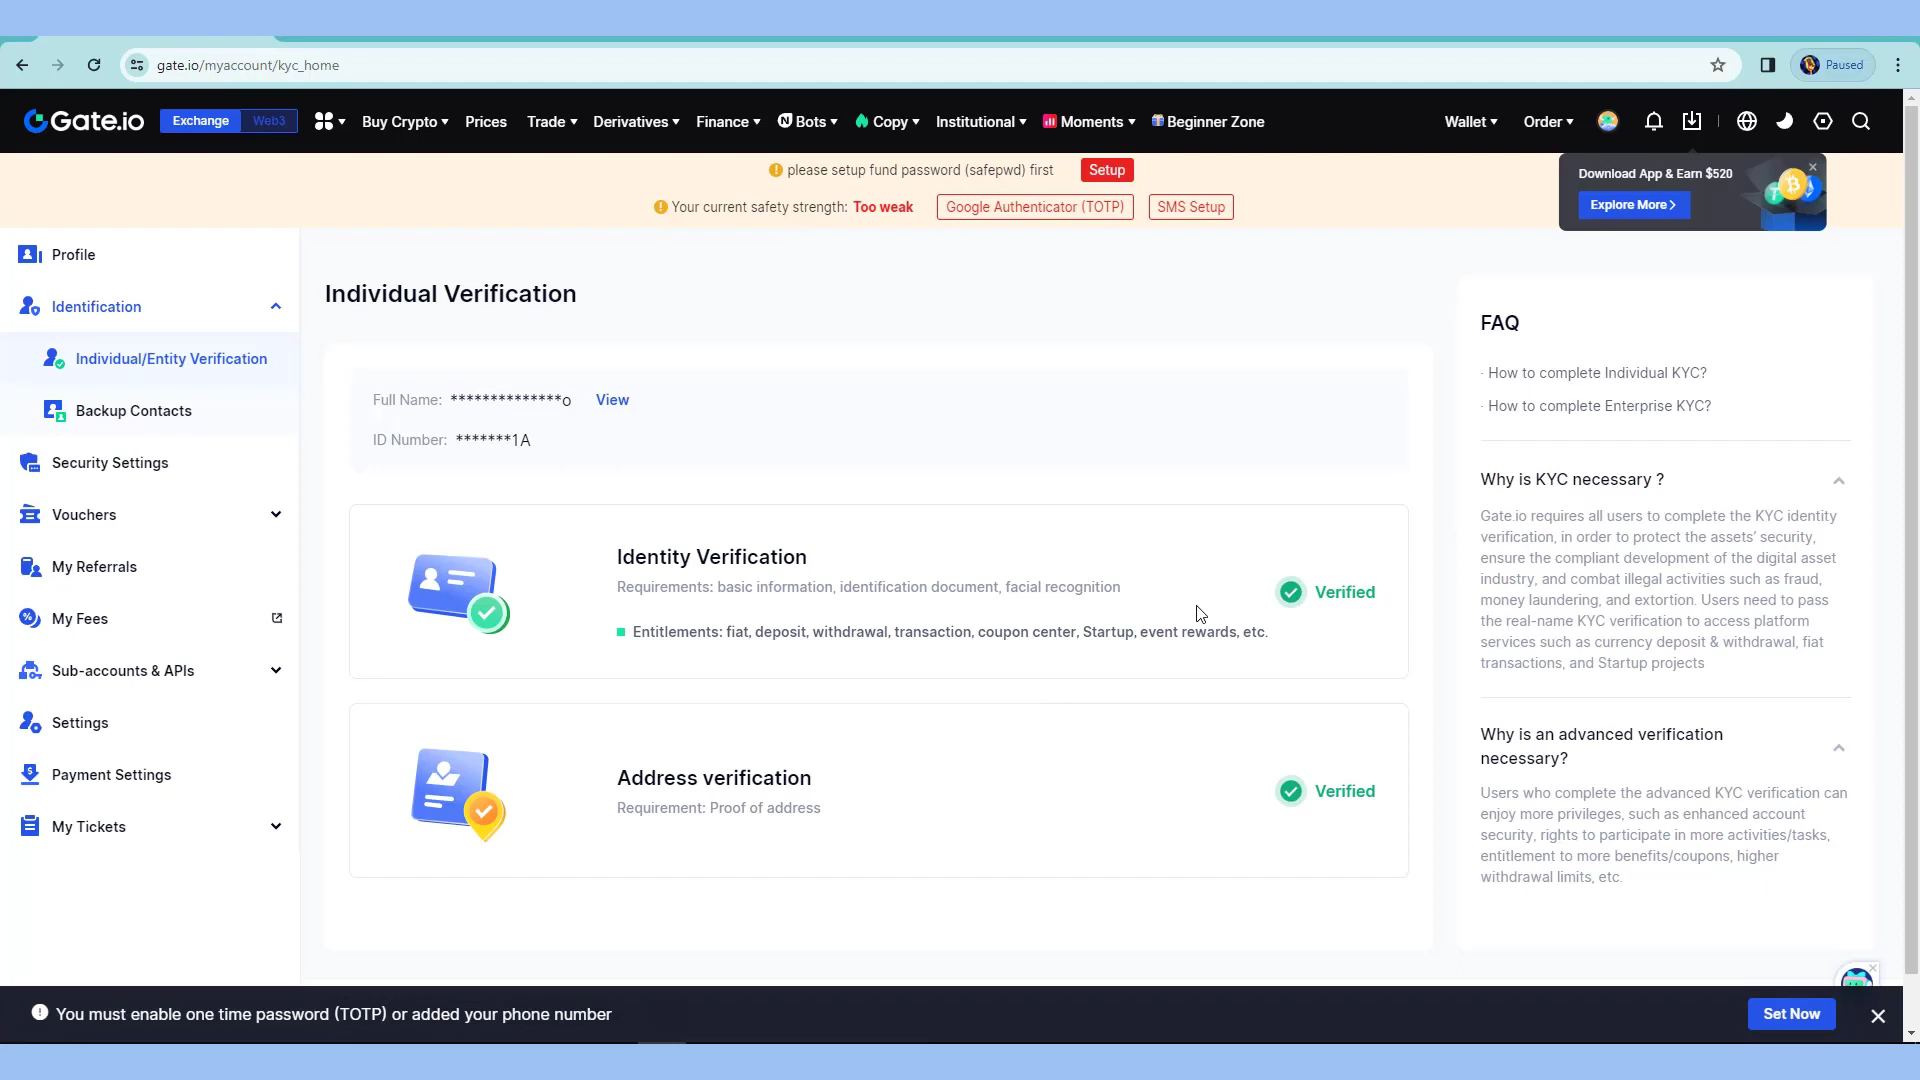 gate.io/myaccount/kyc_home
Paused
Gate.io
Exchange
Web3
Buy Crypto
Prices
Trade
Derivatives
Finance
Bots
Copy
Institutional
Moments
Beginner Zone
Wallet
Order
please setup fund password (safepwd) first
Setup
Your current safety strength: Too weak
Google Authenticator (TOTP)
SMS Setup
Download App & Earn $520
Explore More
Profile
Identification
Individual/Entity Verification
Backup Contacts
Security Settings
Vouchers
My Referrals
My Fees
Sub-accounts & APIs
Settings
Payment Settings
My Tickets
Individual Verification
Full Name: **************o
View
ID Number: *******1A
Identity Verification
Requirements: basic information, identification document, facial recognition
Entitlements: fiat, deposit, withdrawal, transaction, coupon center, Startup, event rewards, etc.
Verified
Address verification
Requirement: Proof of address
Verified
FAQ
· How to complete Individual KYC?
· How to complete Enterprise KYC?
Why is KYC necessary ?
Gate.io requires all users to complete the KYC identity
verification, in order to protect the assets’ security,
ensure the compliant development of the digital asset
industry, and combat illegal activities such as fraud,
money laundering, and extortion. Users need to pass
the real-name KYC verification to access platform
services such as currency deposit & withdrawal, fiat
transactions, and Startup projects
Why is an advanced verification
necessary?
Users who complete the advanced KYC verification can
enjoy more privileges, such as enhanced account
security, rights to participate in more activities/tasks,
entitlement to more benefits/coupons, higher
withdrawal limits, etc.
You must enable one time password (TOTP) or added your phone number
Set Now